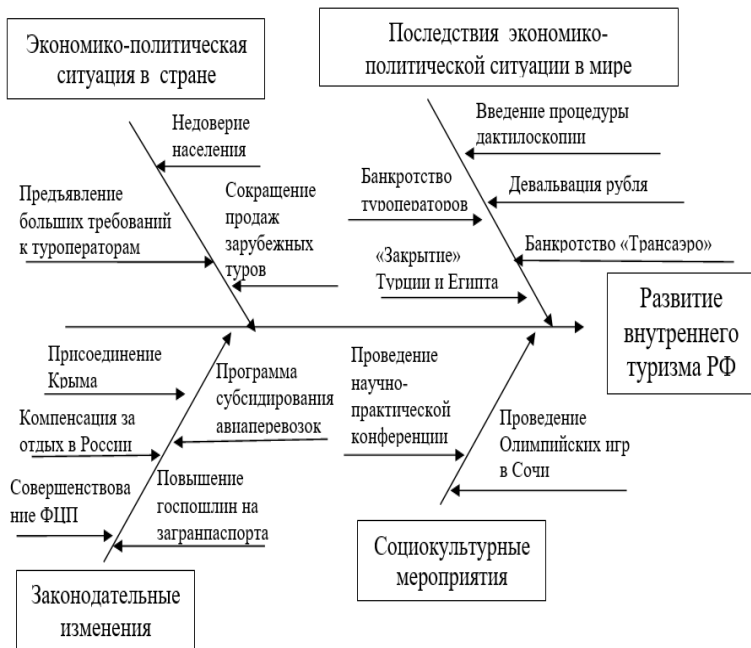 Экономико-политическая
ситуация в стране
Последствия экономико-
политической ситуации в мире
Недоверие
населения
Предъявление
больших требований
к туроператорам
Сокращение
продаж
зарубежных
туров
Введение процедуры
дактилоскопии
Банкротство
туроператоров
Девальвация рубля
«Закрытие»
Турции и Египта
Банкротство «Трансаэро»
Развитие
внутреннего
туризма РФ
Присоединение
Крыма
Программа
субсидирования
авиаперевозок
Компенсация за
отдых в России
Совершенствова
ние ФЦП
Повышение
госпошлин на
загранпаспорта
Проведение
научно-
практической
конференции
Проведение
Олимпийских игр
в Сочи
Законодательные
изменения
Социокультурные
мероприятия